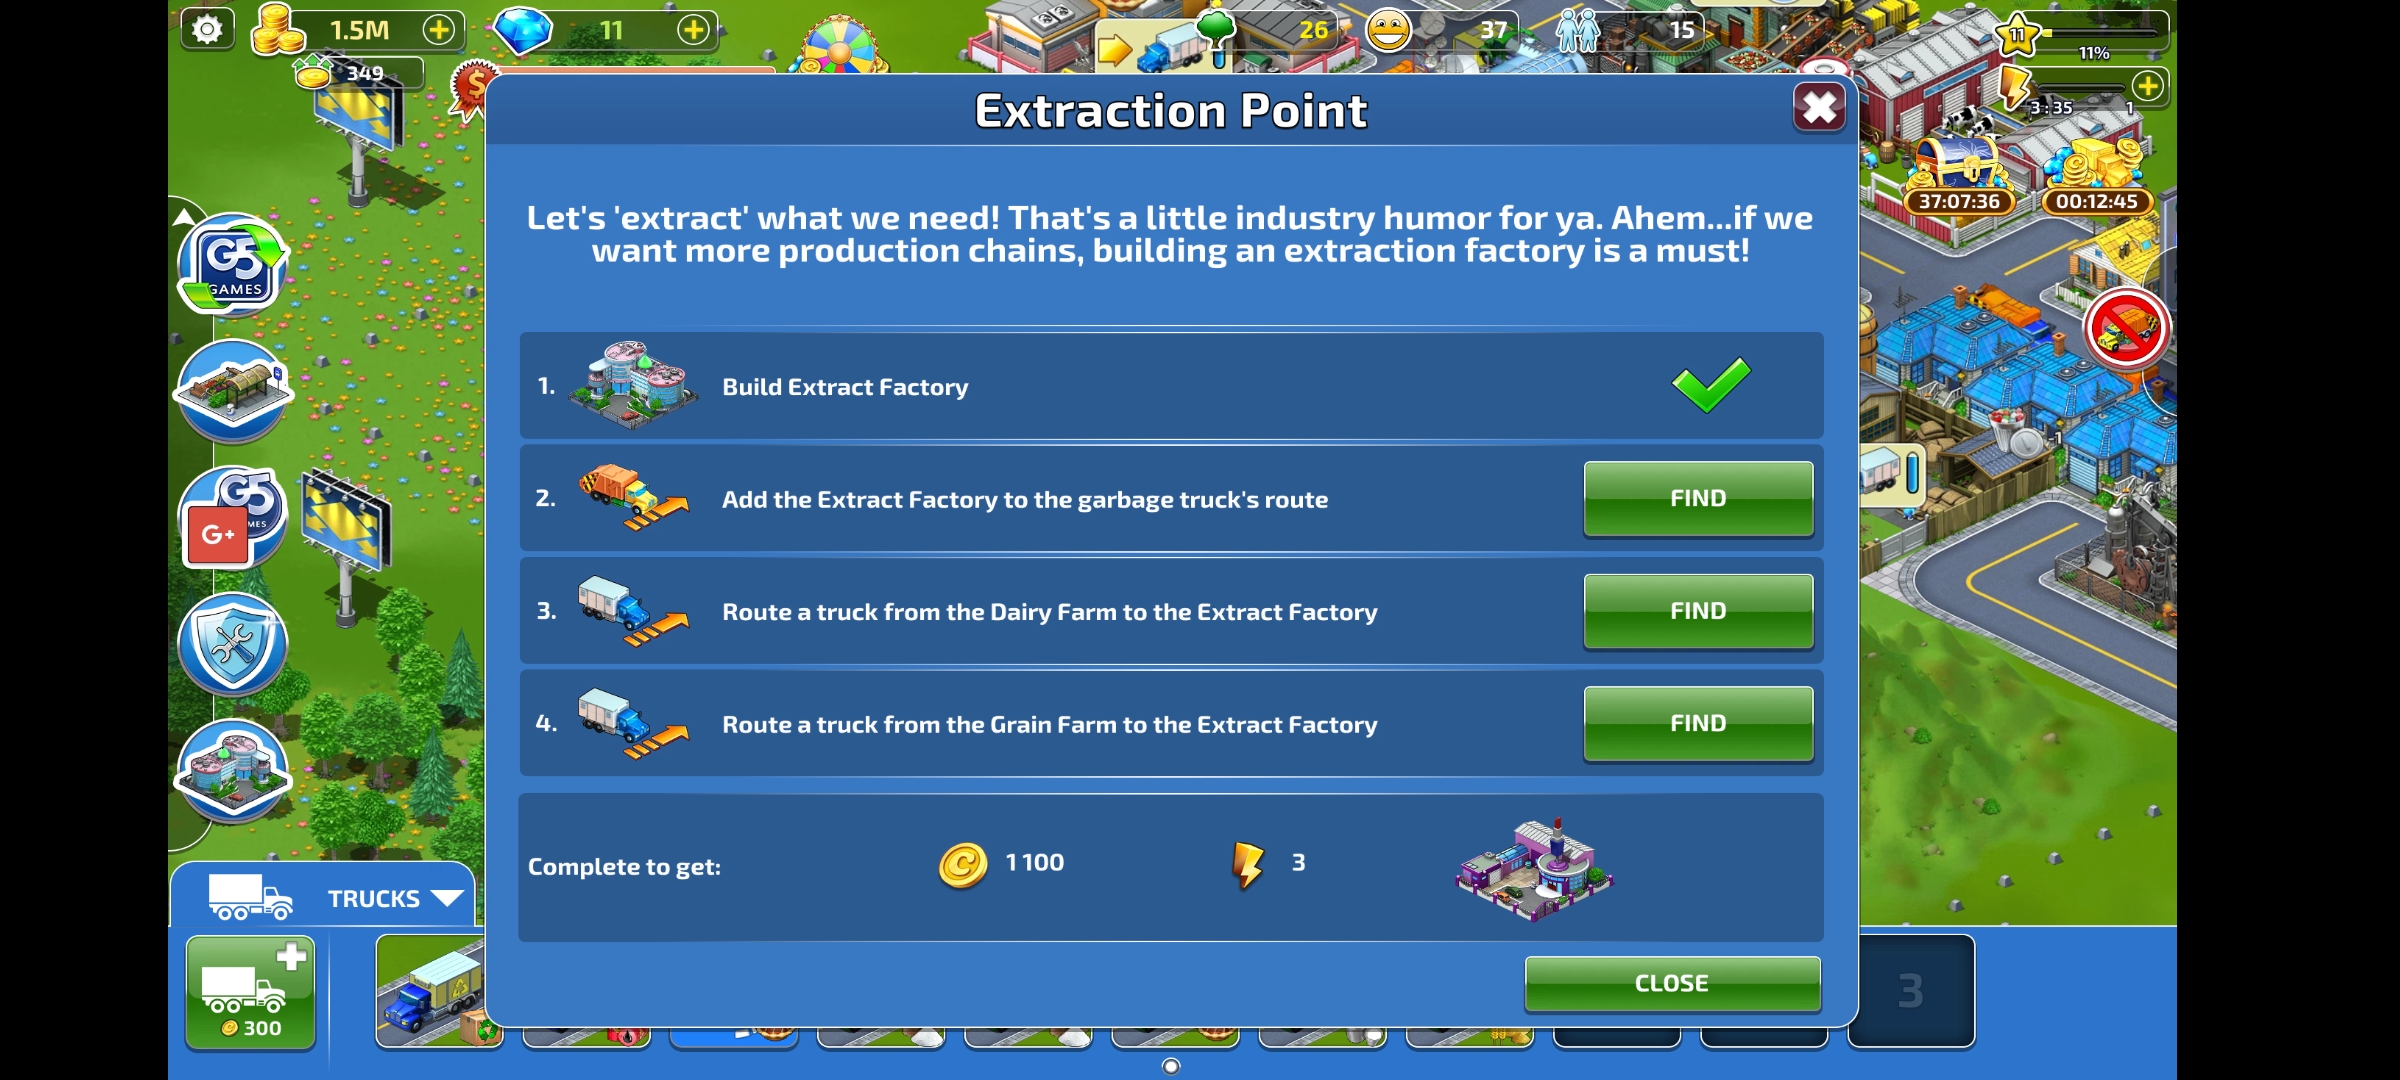 1.5M
11
26
37
15
11
11%
349
3:35
1
Extraction Point
37:07:36
00:12:45
Let's 'extract' what we need! That's a little industry humor for ya. Ahem...if we
want more production chains, building an extraction factory is a must!
G5
GAMES
1. Build Extract Factory
-1
2. Add the Extract Factory to the garbage truck's route
FIND
G5
MES
G+
3. Route a truck from the Dairy Farm to the Extract Factory
FIND
4. Route a truck from the Grain Farm to the Extract Factory
FIND
Complete to get:
1100
3
TRUCKS
CLOSE
300
3